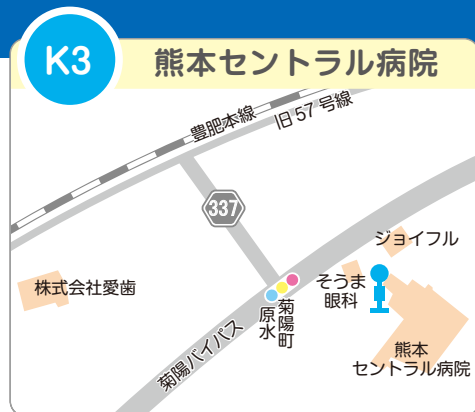 K3
熊本セントラル病院
豊肥本線
旧57号線
337
ジョイフル
そうま
眼科
株式会社愛歯
菊陽町
原水
菊陽バイパス
熊本
セントラル病院